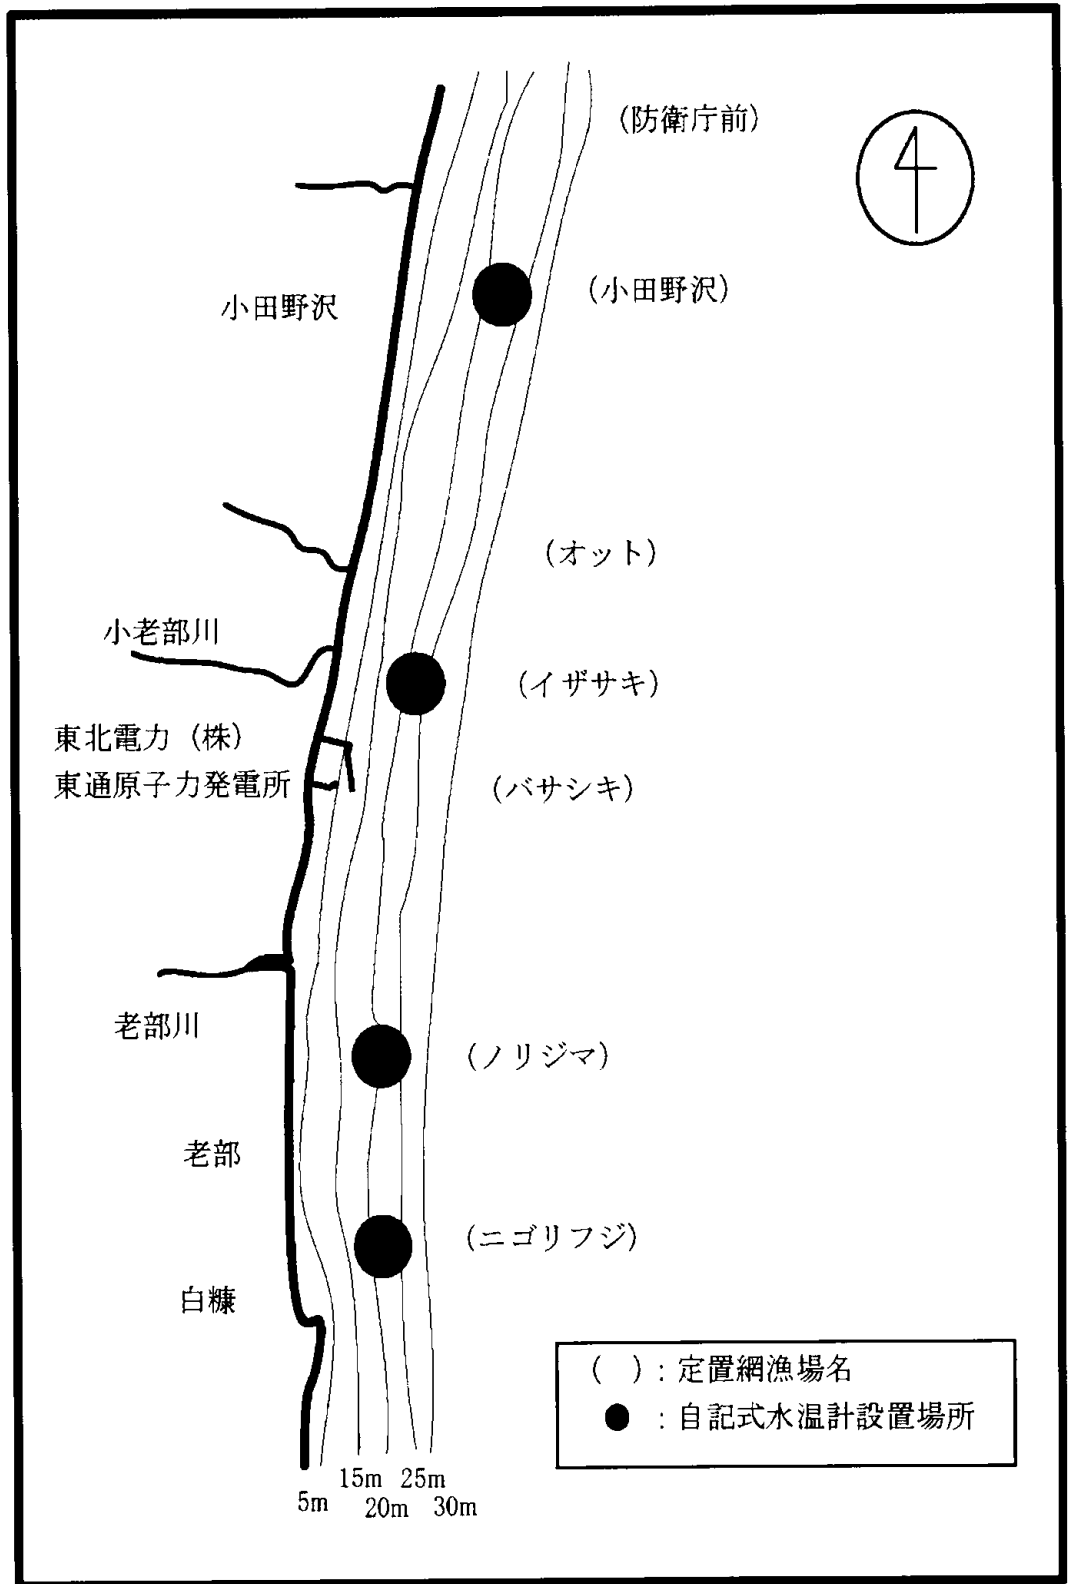 （防衛庁前）
小田野沢
（小田野沢）
（オット）
小老部川
（イザサキ）
東北電力（株）
東通原子力発電所
（バサシキ）
老部川
（ノリジマ）
老部
（ニゴリフジ）
白糠
（　）：定置網漁場名
●：自記式水温計設置場所
15m 25m
5m 20m 30m